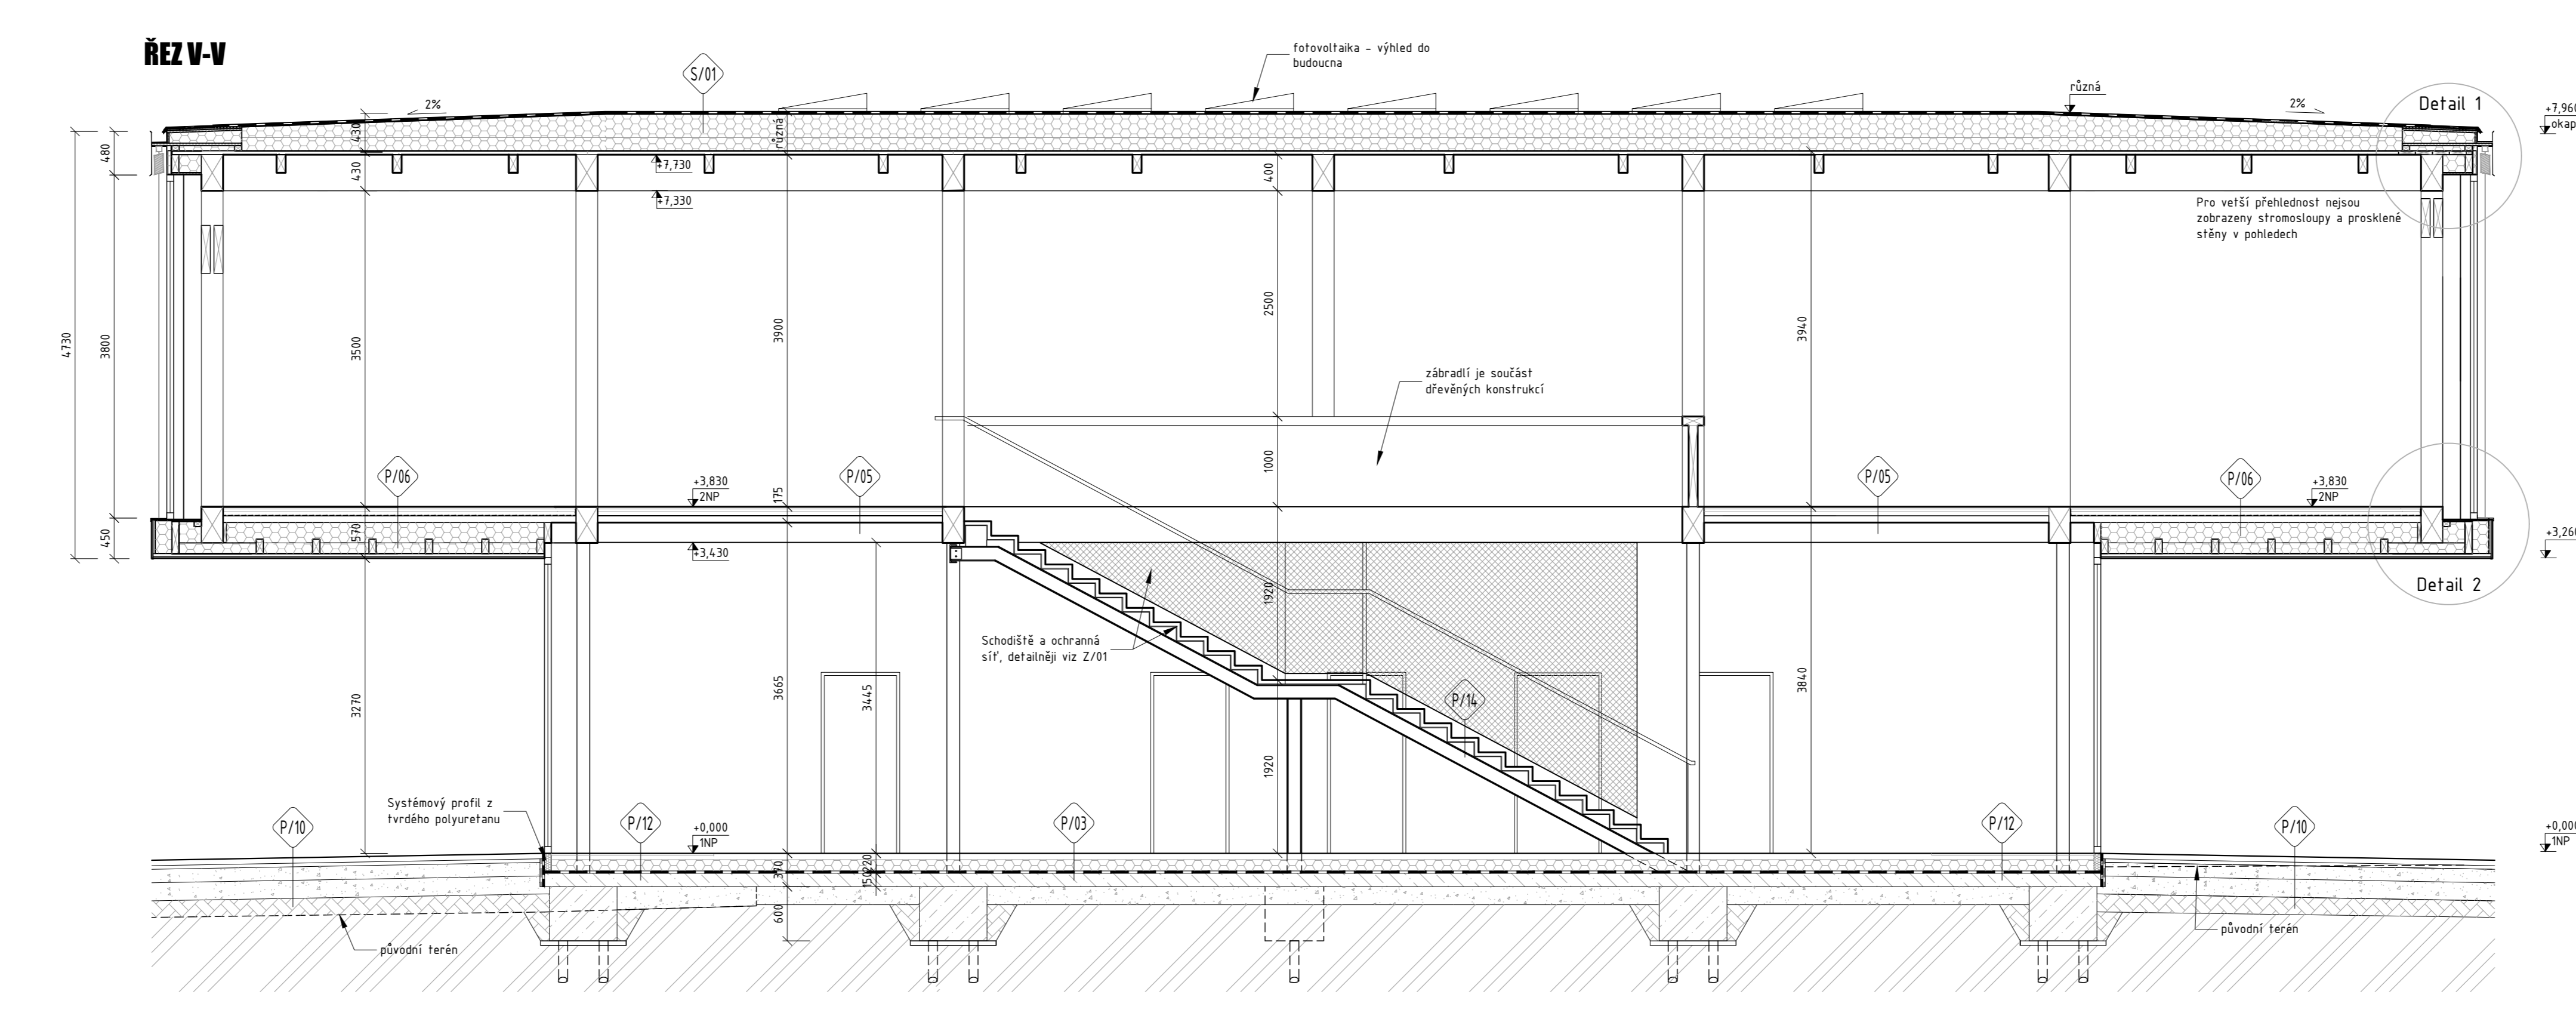 ŘEZ V-V
fotovoltaika - výhled do
budoucna
S/01
2%
různá
2%
Detail 1
+7,960
okap
430
různá
480
430
+7,730
400
+7,330
Pro vetší přehlednost nejsou
zobrazeny stromosloupy a prosklené
stěny v pohledech
4730
3800
3500
3900
2500
3940
zábradlí je součást
dřevěných konstrukcí
1000
P/06
P/05
P/05
P/06
+3,830
2NP
175
+3,830
2NP
450
570
+3,430
+3,260
Detail 2
1920
Schodiště a ochranná
síť, detailněji viz Z/01
3270
3665
3445
3840
P/14
1920
Systémový profil z
tvrdého polyuretanu
P/10
P/12
+0,000
1NP
P/03
P/12
P/10
+0,000
1NP
370
150
220
600
původní terén
původní terén